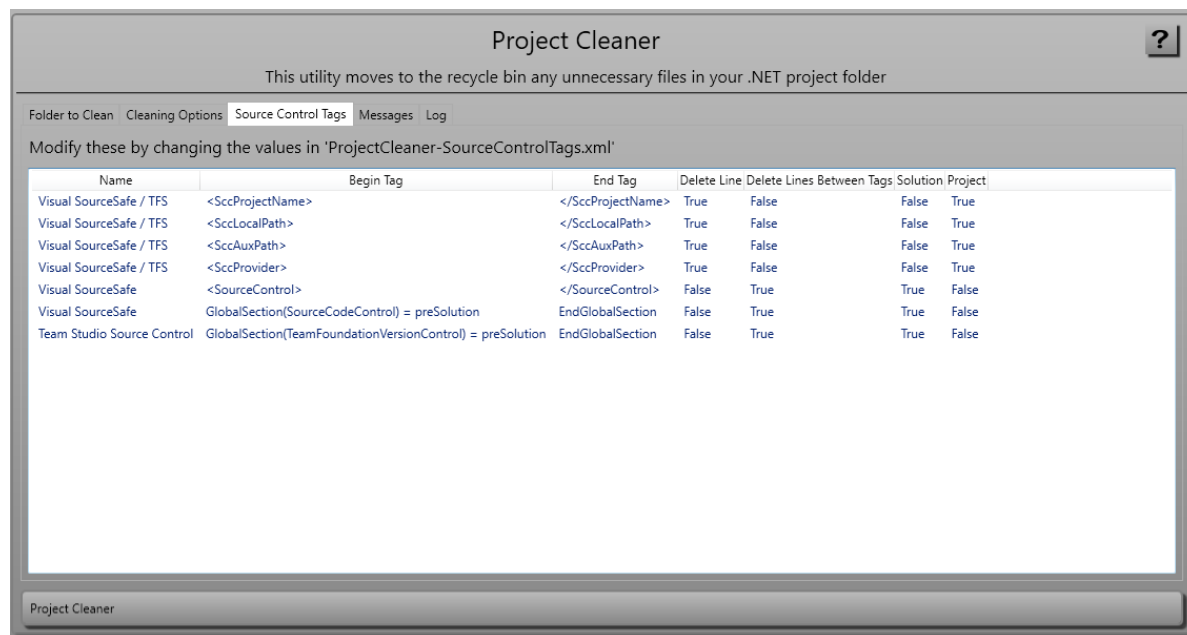 Project Cleaner
?
This utility moves to the recycle bin any unnecessary files in your .NET project folder
Folder to Clean Cleaning Options Source Control Tags Messages Log
Modify these by changing the values in 'ProjectCleaner-SourceControlTags.xml'
Name Begin Tag End Tag Delete Line Delete Lines Between Tags Solution Project
Visual SourceSafe / TFS <SccProjectName> </SccProjectName> True False False True
Visual SourceSafe / TFS <SccLocalPath> </SccLocalPath> True False False True
Visual SourceSafe / TFS <SccAuxPath> </SccAuxPath> True False False True
Visual SourceSafe / TFS <SccProvider> </SccProvider> True False False True
Visual SourceSafe <SourceControl> </SourceControl> False True True False
Visual SourceSafe GlobalSection(SourceCodeControl) = preSolution EndGlobalSection False True True False
Team Studio Source Control GlobalSection(TeamFoundationVersionControl) = preSolution EndGlobalSection False True True False
Project Cleaner